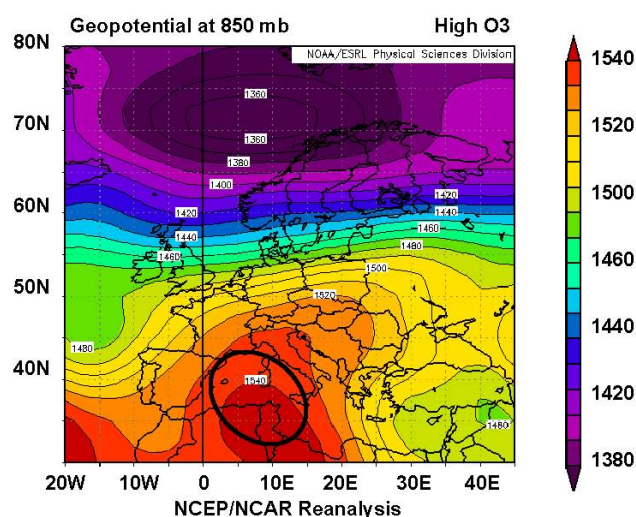 Geopotential at 850 mb High O3
NOAA/ESRL Physical Sciences Division
80N
70N
60N
50N
40N
1360
1360
1380
1400
1420
1440
1460
1420
1440
1460
1480
1500
1520
1480
1540
1480
20W 10W 0 10E 20E 30E 40E
NCEP/NCAR Reanalysis
1540
1520
1500
1480
1460
1440
1420
1400
1380